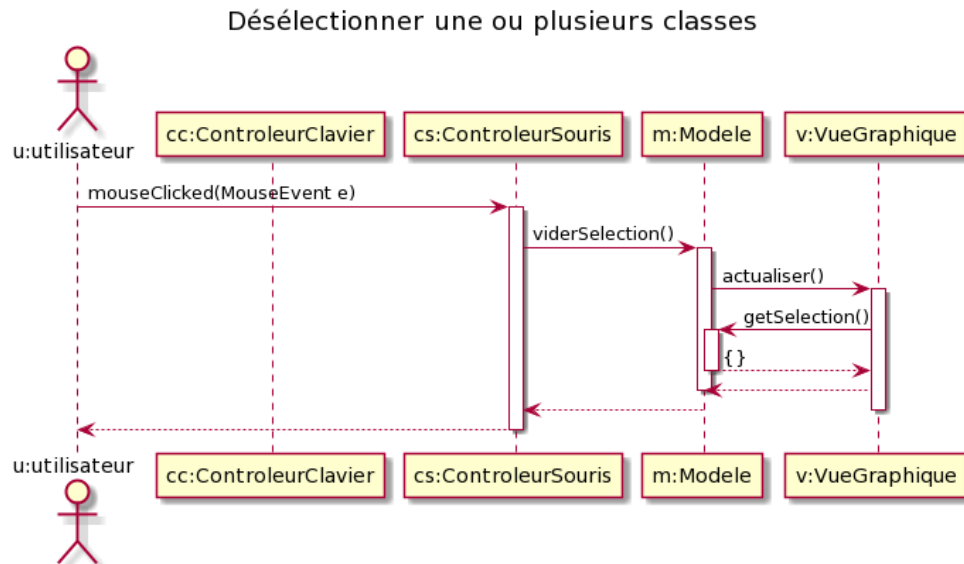 Désélectionner une ou plusieurs classes
u:utilisateur
cc:ControleurClavier
cs:ControleurSouris
m:Modele
v:VueGraphique
mouseClicked(MouseEvent e)
viderSelection()
actualiser()
getSelection()
{}
u:utilisateur
cc:ControleurClavier
cs:ControleurSouris
m:Modele
v:VueGraphique